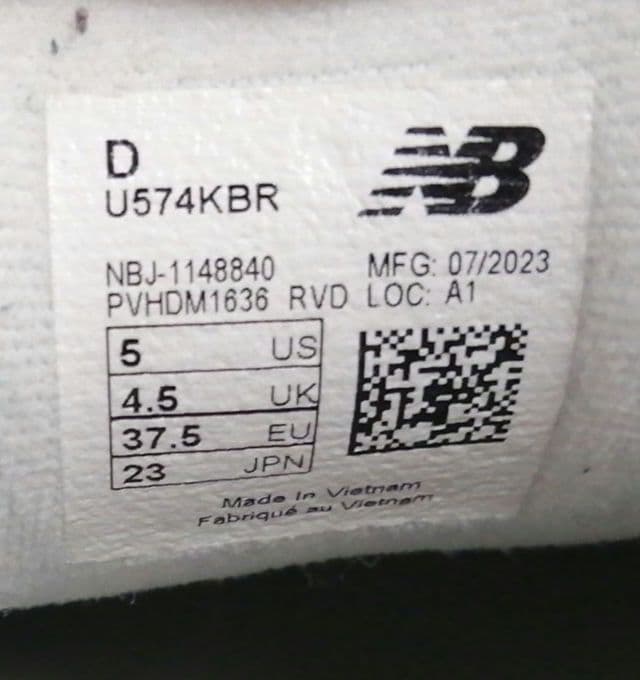 D
U574KBR
NB
NBJ-1148840 MFG: 07/2023
PVHDM1636 RVD LOC: A1
5 US
4.5 UK
37.5 EU
23 JPN
Made In Vietnam
Fabriqué au Vietnam